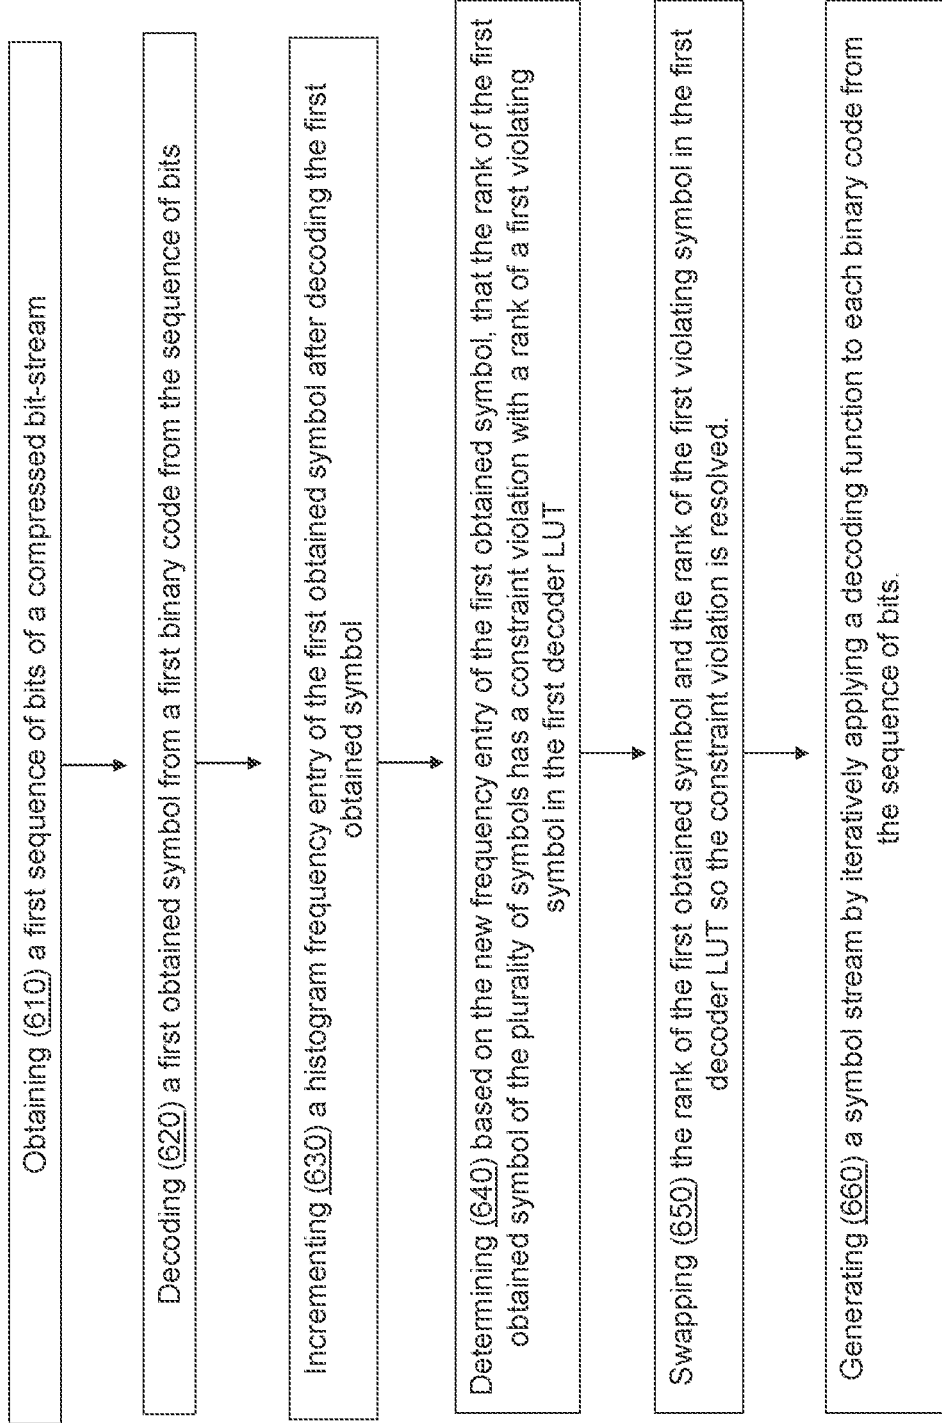 Obtaining (610) a first sequence of bits of a compressed bit-stream
Decoding (620) a first obtained symbol from a first binary code from the sequence of bits
Incrementing (630) a histogram frequency entry of the first obtained symbol after decoding the first
obtained symbol
Determining (640) based on the new frequency entry of the first obtained symbol, that the rank of the first
obtained symbol of the plurality of symbols has a constraint violation with a rank of a first violating
symbol in the first decoder LUT
Swapping (650) the rank of the first obtained symbol and the rank of the first violating symbol in the first
decoder LUT so the constraint violation is resolved.
Generating (660) a symbol stream by iteratively applying a decoding function to each binary code from
the sequence of bits.